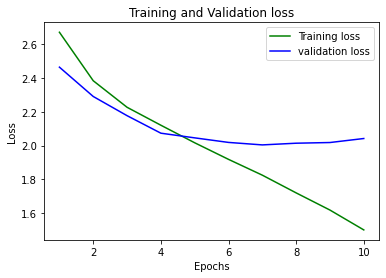 Training and Validation loss
Training loss
validation loss
2.6
2.4
2.2
2.0
1.8
1.6
Loss
2 4 6 8 10
Epochs